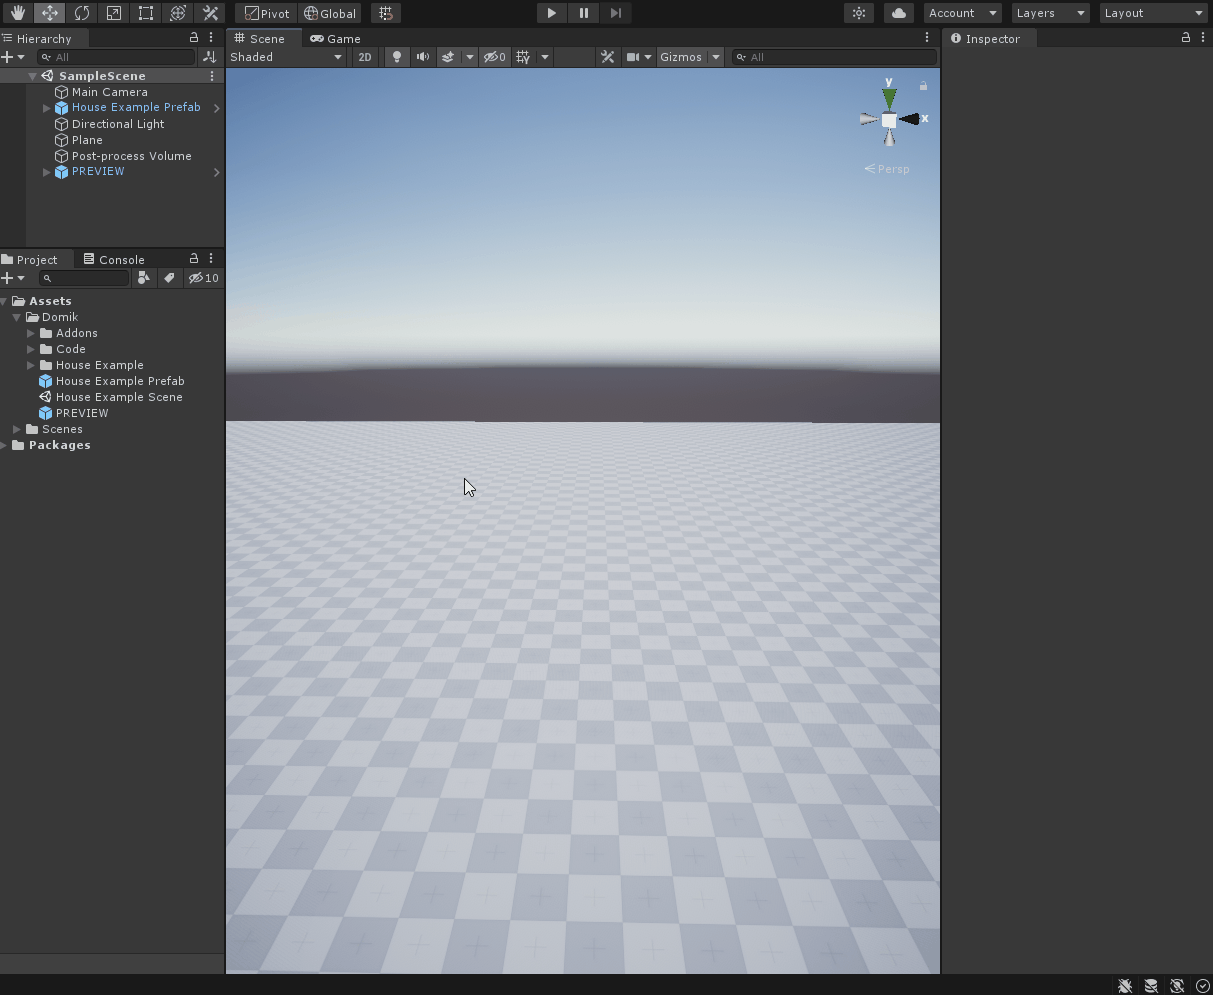 Pivot Global Account Layers Layout
Hierarchy Scene Game Inspector
All Shaded 2D 0 Gizmos All
SampleScene
Main Camera
House Example Prefab
Directional Light
Plane
Post-process Volume
PREVIEW
y
x
Persp
Project Console
10
Assets
Domik
Addons
Code
House Example
House Example Prefab
House Example Scene
PREVIEW
Scenes
Packages